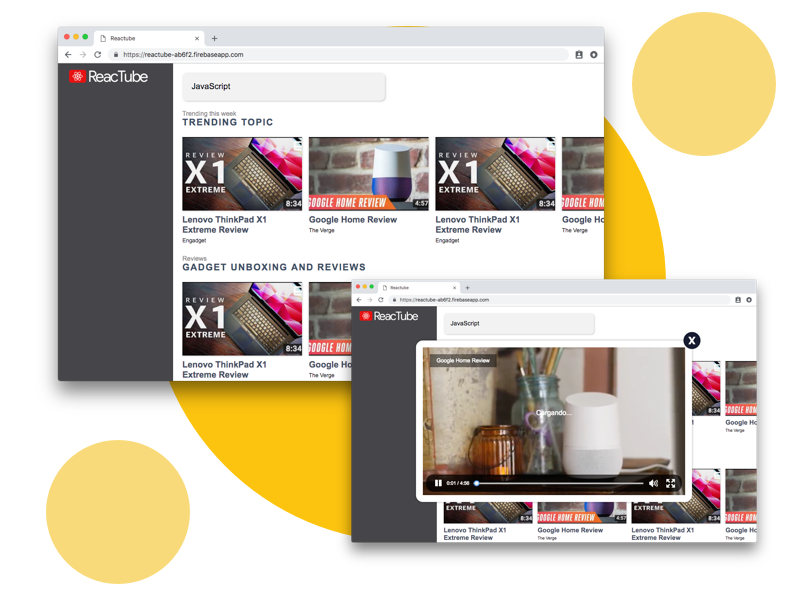 Reactube
https://reactube-ab6f2.firebaseapp.com
ReacTube
JavaScript
Trending this week
TRENDING TOPIC
REVIEW
X1
EXTREME
8:34
GOOGLE HOME REVIEW
4:57
REVIEW
X1
EXTREME
8:34
GOOGLE HO
Lenovo ThinkPad X1
Extreme Review
Engadget
Google Home Review
The Verge
Lenovo ThinkPad X1
Extreme Review
Engadget
Google Ho
The Verge
Reviews
GADGET UNBOXING AND REVIEWS
REVIEW
X1
EXTREME
8:34
GOOGLE HOM
Lenovo ThinkPad X1
Extreme Review
Google Ho
The Verge
Reactube
https://reactube-ab6f2.firebaseapp.com
ReacTube
JavaScript
X
Google Home Review
Cargando...
0:01 / 4:56
8:34
GOOGLE HO
1
Google Ho
The Verge
X1
EXTREME
8:34
GOOGLE HOME REVIEW
4:57
X1
EXTREME
8:34
GOOGLE HO
Lenovo ThinkPad X1
Extreme Review
Google Home Review
The Verge
Lenovo ThinkPad X1
Extreme Review
Google Ho
The Verge